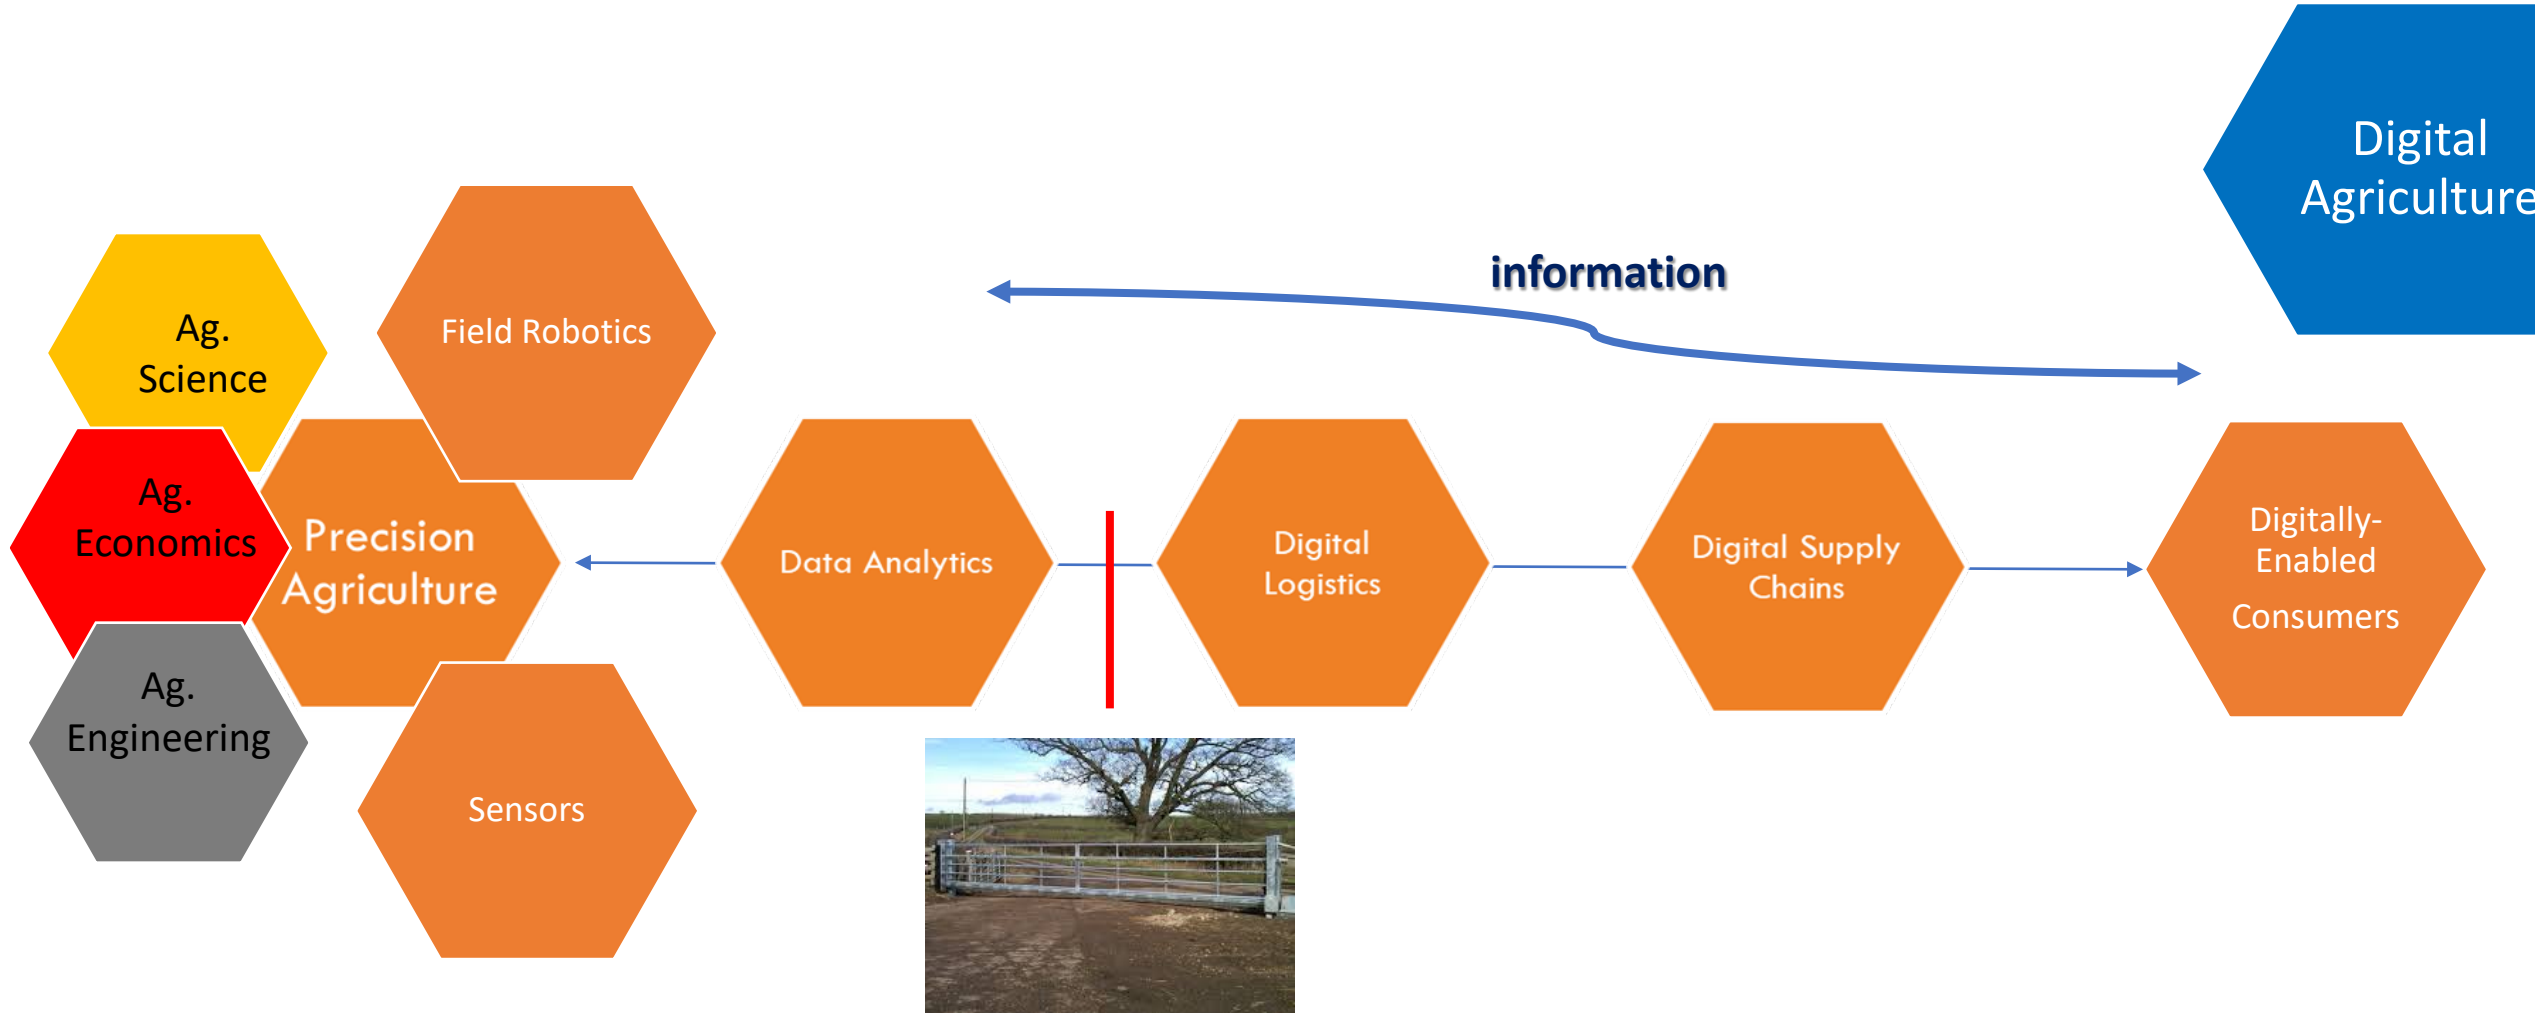 Digital
Agriculture
information
Ag.
Science
Field Robotics
Ag.
Economics
Precision
Agriculture
Ag.
Engineering
Sensors
Data Analytics
Digital
Logistics
Digital Supply
Chains
Digitally-
Enabled
Consumers